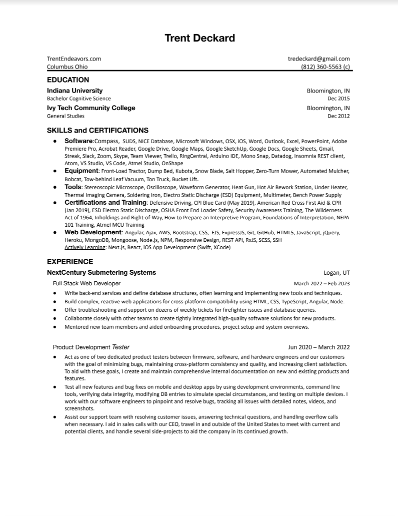 Trent Deckard
TrentEndeavors.com tredeckard@gmail.com
Columbus Ohio (812) 360-5563 (c)
EDUCATION
Indiana University Bloomington, IN
Bachelor Cognitive Science Dec 2015
Ivy Tech Community College Bloomington, IN
General Studies Dec 2012
SKILLS and CERTIFICATIONS
● Software:Compass, SUDS, NICE Database, Microsoft Windows, OSX, iOS, Word, Outlook, Excel, PowerPoint, Adobe
Premiere Pro, Acrobat Reader, Google Drive, Google Maps, Google SketchUp, Google Docs, Google Sheets, Gmail,
Streak, Slack, Zoom, Skype, Team Viewer, Trello, RingCentral, Arduino IDE, Mono Snap, Datadog, Insomnia REST client,
Atom, VS Studio, VS Code, Atmel Studio, OnShape
● Equipment: Front-Loader Tractor, Dump Bed, Kubota, Snow Blade, Salt Hopper, Zero-Turn Mower, Automated Mulcher,
Bobcat, Tow-behind Leaf Vacuum, Ton Truck, Bucket Lift.
● Tools: Stereoscopic Microscope, Oscilloscope, Waveform Generator, Heat Gun, Hot Air Rework Station, Under Heater,
Thermal Imaging Camera, Soldering Iron, Electro Static Discharge (ESD) Equipment, Multimeter, Bench Power Supply
● Certifications and Training: Defensive Driving, CPI Blue Card (May 2019), American Red Cross First Aid & CPR
(Jan 2019), ESD Electro Static Discharge, OSHA Front End Loader Safety, Security Awareness Training, The Wilderness
Act of 1964, Inholdings and Right of Way, How to Prepare an Interpretive Program, Foundations of Interpretation, NFPA
101 Training, Atmel MCU Training
● Web Development: Angular, Ajax, AWS, Bootstrap, CSS, EJS, ExpressJS, Git, GitHub, HTML5, JavaScript, jQuery,
Heroku, MongoDB, Mongoose, Node.js, NPM, Responsive Design, REST API, RxJS, SCSS, SSH
Actively Learning: Next.js, React, iOS App Development (Swift, XCode)
EXPERIENCE
NextCentury Submetering Systems Logan, UT
Full Stack Web Developer March 2022 – Feb 2023
● Write back-end services and define database structures, often learning and implementing new tools and techniques.
● Build complex, reactive web applications for cross platform compatibility using HTML, CSS, TypeScript, Angular, Node
● Offer troubleshooting and support on dozens of weekly tickets for firefighter issues and database queries.
● Collaborate closely with other teams to create tightly integrated high-quality software solutions for new products.
● Mentored new team members and aided onboarding procedures, project setup and system overviews.
Product Development Tester Jun 2020 – March 2022
● Act as one of two dedicated product testers between firmware, software, and hardware engineers and our customers
with the goal of minimizing bugs, maintaining cross-platform consistency and quality, and increasing client satisfaction.
To aid with these goals, I create and maintain comprehensive internal documentation on new and existing products and
features.
● Test all new features and bug fixes on mobile and desktop apps by using development environments, command line
tools, verifying data integrity, modifying DB entries to simulate special circumstances, and testing on multiple devices. I
work with our software engineers to pinpoint and resolve bugs, tracking all issues with detailed notes, videos, and
screenshots.
● Assist our support team with customer issues, answering technical questions, and handling overflow calls
when necessary. I aid in sales calls with our CEO, travel in and outside of the United States to meet with current and
potential clients, and handle several side-projects to aid the company in its continued growth.